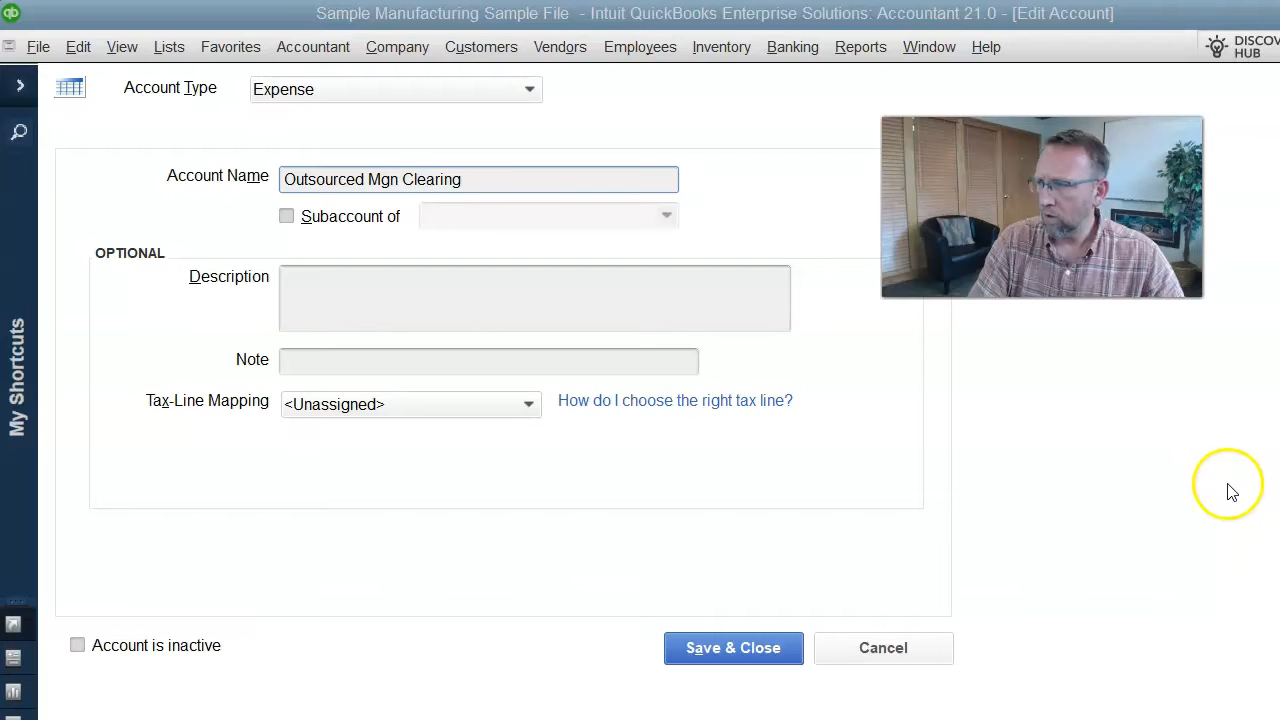 Sample Manufacturing Sample File - Intuit QuickBooks Enterprise Solutions: Accountant 21.0 - [Edit Account]
qb
File Edit View Lists Favorites Accountant Company Customers Vendors Employees Inventory Banking Reports Window Help
DISCOV
HUB
Account Type Expense
Account Name Outsourced Mgn Clearing
Subaccount of
OPTIONAL
Description
Note
Tax-Line Mapping <Unassigned> How do I choose the right tax line?
My Shortcuts
Account is inactive Save & Close Cancel